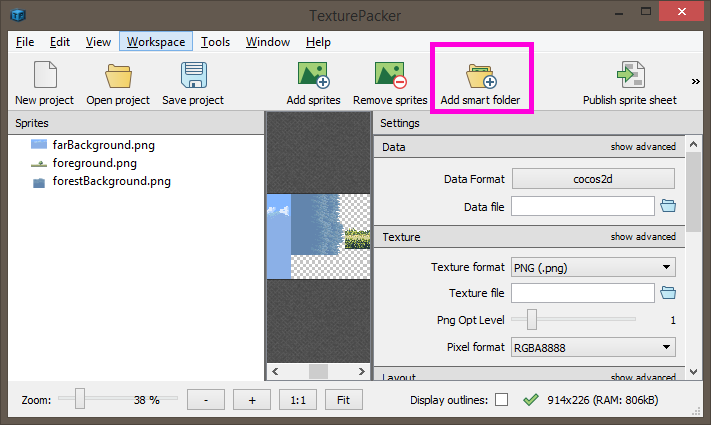 TexturePacker
File Edit View Workspace Tools Window Help
New project Open project Save project Add sprites Remove sprites Add smart folder Publish sprite sheet »
Sprites
farBackground.png
foreground.png
forestBackground.png
Settings
Data show advanced
Data Format cocos2d
Data file
Texture show advanced
Texture format PNG (.png)
Texture file
Png Opt Level 1
Pixel format RGBA8888
Layout show advanced
Zoom: 38 % - + 1:1 Fit Display outlines: 914x226 (RAM: 806kB)